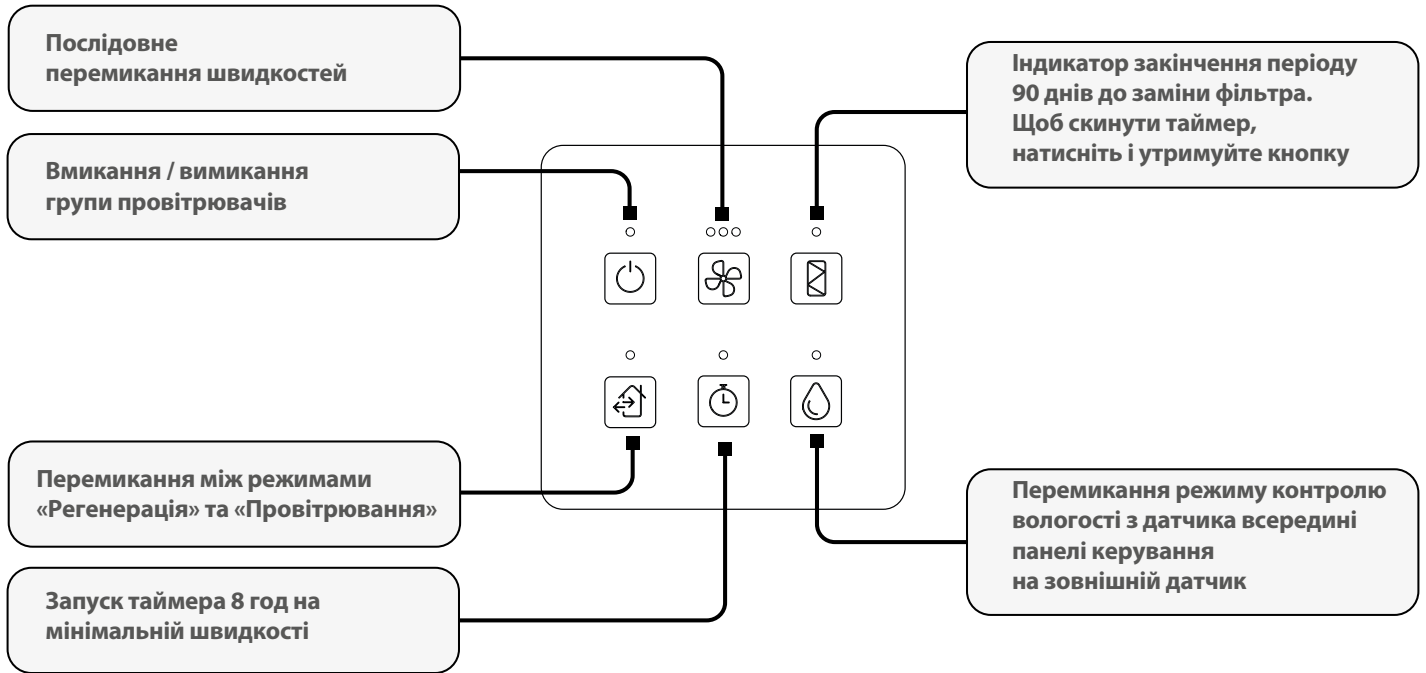 Послідовне
перемикання швидкостей
Вмикання / вимикання
групи провітрювачів
Індикатор закінчення періоду
90 днів до заміни фільтра.
Щоб скинути таймер,
натисніть і утримуйте кнопку
Перемикання між режимами
«Регенерація» та «Провітрювання»
Запуск таймера 8 год на
мінімальній швидкості
Перемикання режиму контролю
вологості з датчика всередині
панелі керування
на зовнішній датчик